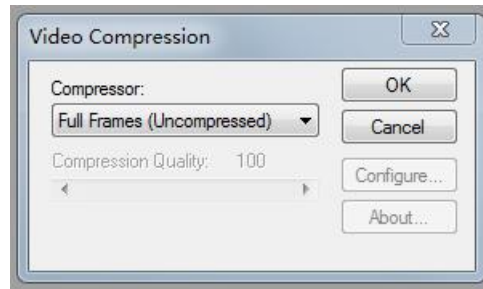 Video Compression
Compressor:
Full Frames (Uncompressed)
Compression Quality: 100
OK
Cancel
Configure...
About...